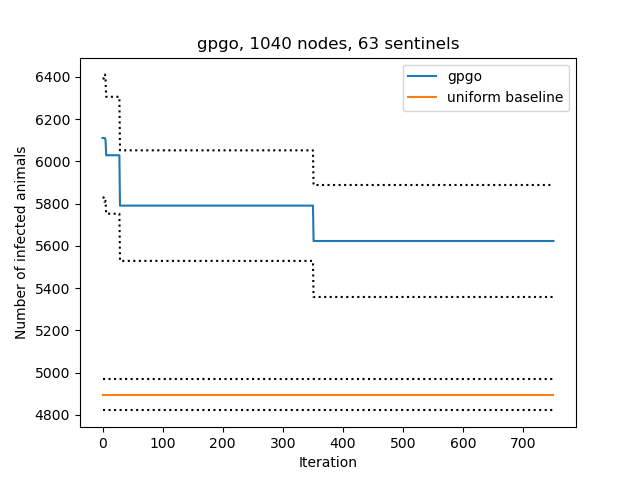 gpgo, 1040 nodes, 63 sentinels
gpgo
uniform baseline
Number of infected animals
6400
6200
6000
5800
5600
5400
5200
5000
4800
0 100 200 300 400 500 600 700
Iteration